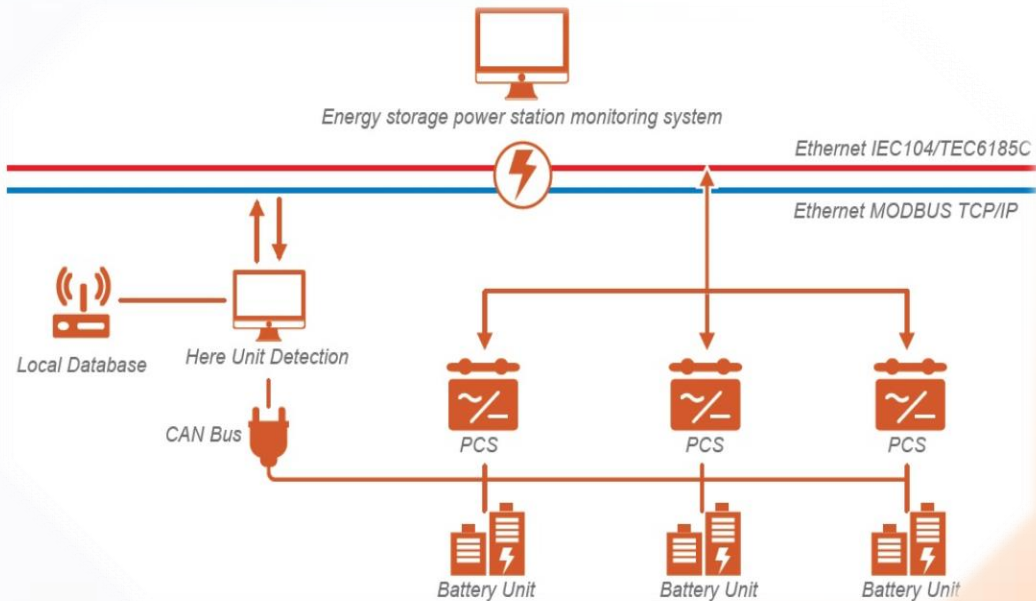 Energy storage power station monitoring system
Ethernet IEC104/TEC6185C
Ethernet MODBUS TCP/IP
Local Database
Here Unit Detection
CAN Bus
PCS
PCS
PCS
Battery Unit
Battery Unit
Battery Unit